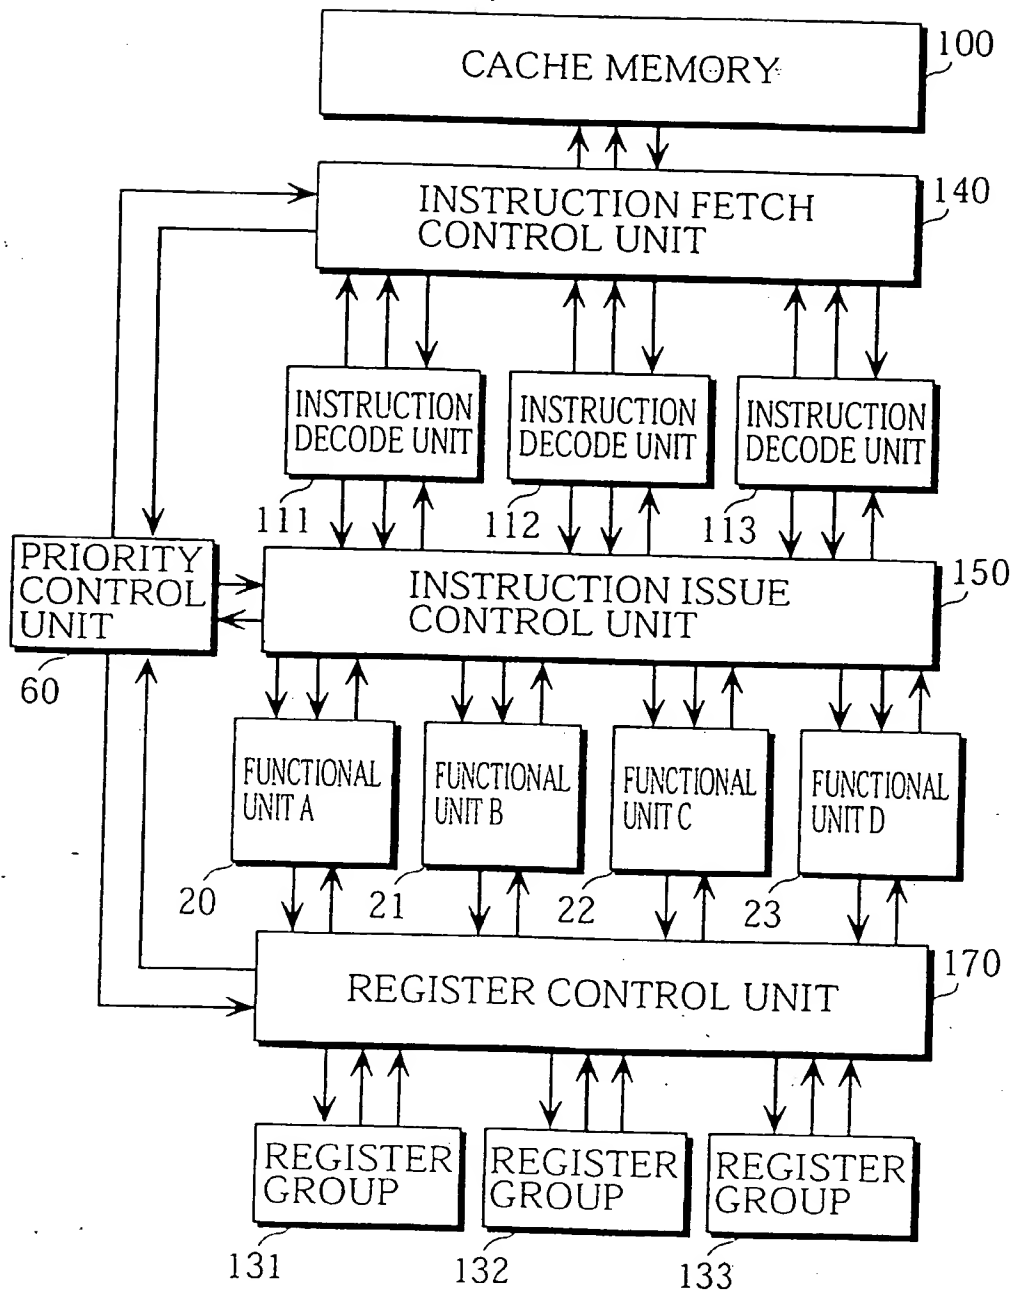 CACHE MEMORY
100
INSTRUCTION FETCH
CONTROL UNIT
140
INSTRUCTION
DECODE UNIT
111
INSTRUCTION
DECODE UNIT
112
INSTRUCTION
DECODE UNIT
113
PRIORITY
CONTROL
UNIT
60
INSTRUCTION ISSUE
CONTROL UNIT
150
FUNCTIONAL
UNIT A
20
FUNCTIONAL
UNIT B
21
FUNCTIONAL
UNIT C
22
FUNCTIONAL
UNIT D
23
REGISTER CONTROL UNIT
170
REGISTER
GROUP
131
REGISTER
GROUP
132
REGISTER
GROUP
133